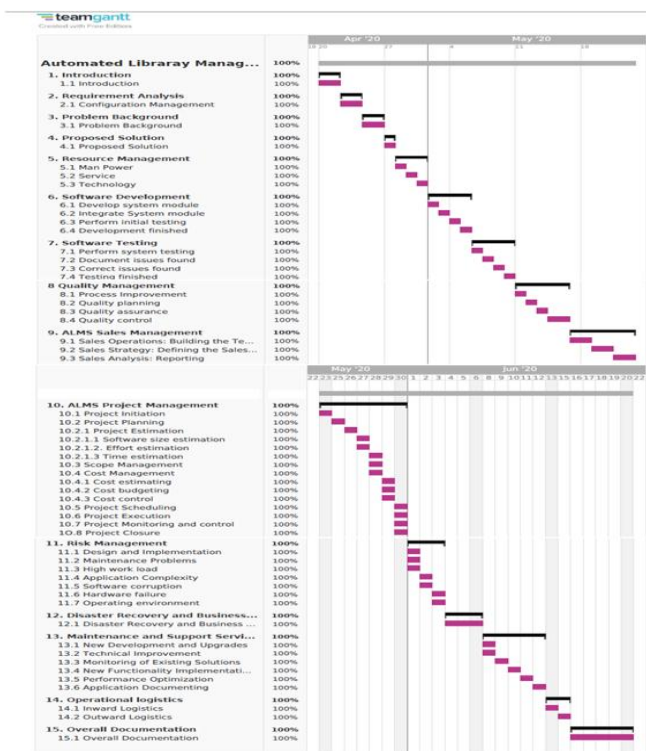 teamgantt
Created with Free Edition
Apr '20 May '20
18 20 27 4 11 18
Automated Libraray Manag... 100%
1. Introduction 100%
1.1 Introduction 100%
2. Requirement Analysis 100%
2.1 Configuration Management 100%
3. Problem Background 100%
3.1 Problem Background 100%
4. Proposed Solution 100%
4.1 Proposed Solution 100%
5. Resource Management 100%
5.1 Man Power 100%
5.2 Service 100%
5.3 Technology 100%
6. Software Development 100%
6.1 Develop system module 100%
6.2 Integrate System module 100%
6.3 Perform initial testing 100%
6.4 Development finished 100%
7. Software Testing 100%
7.1 Perform system testing 100%
7.2 Document issues found 100%
7.3 Correct issues found 100%
7.4 Testing finished 100%
8 Quality Management 100%
8.1 Process Improvement 100%
8.2 Quality planning 100%
8.3 Quality assurance 100%
8.4 Quality control 100%
9. ALMS Sales Management 100%
9.1 Sales Operations: Building the Te... 100%
9.2 Sales Strategy: Defining the Sales... 100%
9.3 Sales Analysis: Reporting 100%
May '20 Jun '20
22 23 24 25 26 27 28 29 30 1 2 3 4 5 6 8 9 10 11 12 13 15 16 17 18 19 20 22
10. ALMS Project Management 100%
10.1 Project Initiation 100%
10.2 Project Planning 100%
10.2.1 Project Estimation 100%
10.2.1.1 Software size estimation 100%
10.2.1.2. Effort estimation 100%
10.2.1.3 Time estimation 100%
10.3 Scope Management 100%
10.4 Cost Management 100%
10.4.1 Cost estimating 100%
10.4.2 Cost budgeting 100%
10.4.3 Cost control 100%
10.5 Project Scheduling 100%
10.6 Project Execution 100%
10.7 Project Monitoring and control 100%
10.8 Project Closure 100%
11. Risk Management 100%
11.1 Design and Implementation 100%
11.2 Maintenance Problems 100%
11.3 High work load 100%
11.4 Application Complexity 100%
11.5 Software corruption 100%
11.6 Hardware failure 100%
11.7 Operating environment 100%
12. Disaster Recovery and Business... 100%
12.1 Disaster Recovery and Business ... 100%
13. Maintenance and Support Servi... 100%
13.1 New Development and Upgrades 100%
13.2 Technical Improvement 100%
13.3 Monitoring of Existing Solutions 100%
13.4 New Functionality Implementati... 100%
13.5 Performance Optimization 100%
13.6 Application Documenting 100%
14. Operational logistics 100%
14.1 Inward Logistics 100%
14.2 Outward Logistics 100%
15. Overall Documentation 100%
15.1 Overall Documentation 100%